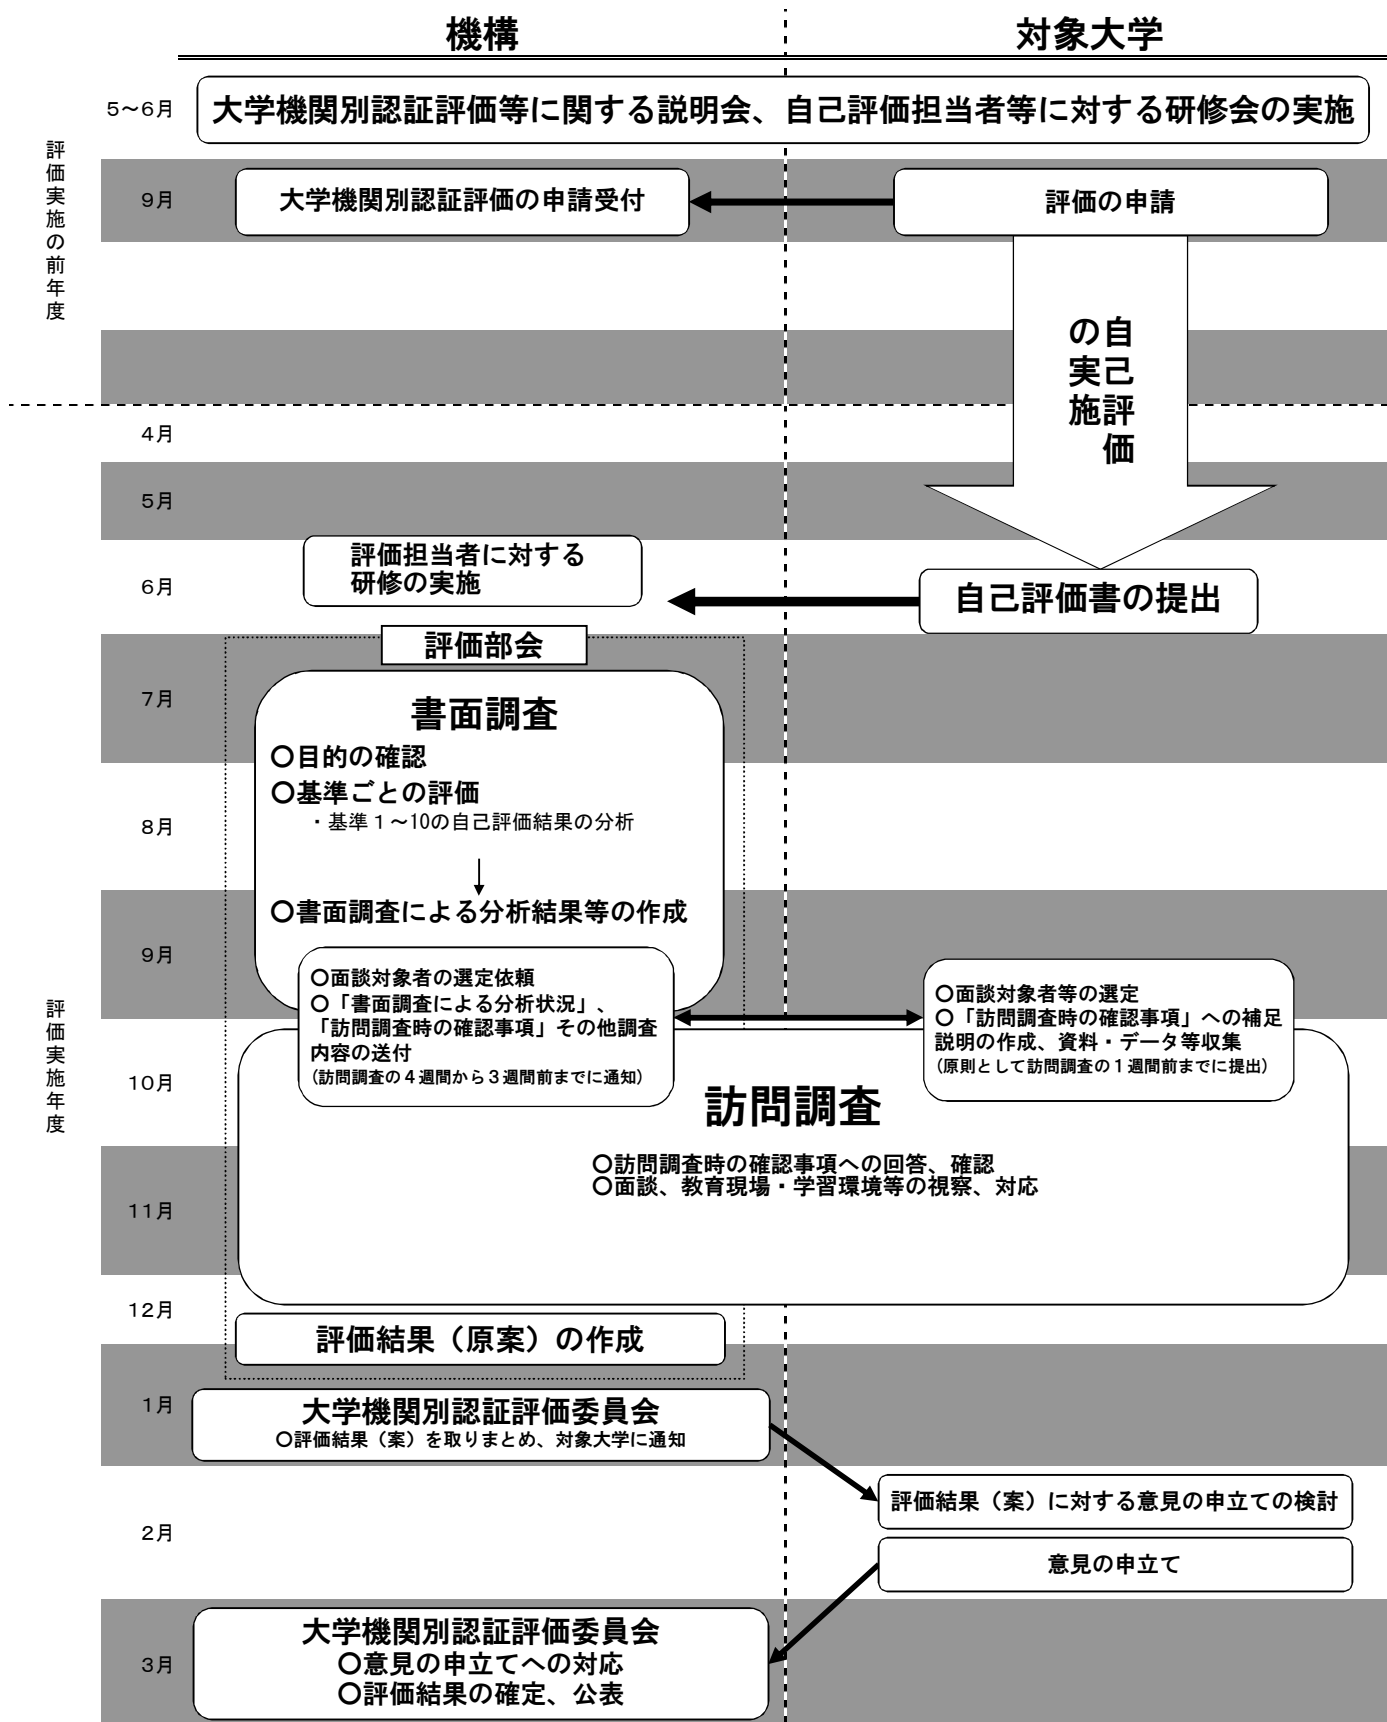 機構
対象大学
評価実施の前年度
5～6月
大学機関別認証評価等に関する説明会、自己評価担当者等に対する研修会の実施
9月
大学機関別認証評価の申請受付
評価の申請
自己評価
の実施
4月
5月
評価実施年度
6月
評価担当者に対する
研修の実施
自己評価書の提出
評価部会
7月
書面調査
〇目的の確認
〇基準ごとの評価
・基準１～10の自己評価結果の分析
8月
〇書面調査による分析結果等の作成
9月
〇面談対象者の選定依頼
〇「書面調査による分析状況」、
「訪問調査時の確認事項」その他調査
内容の送付
(訪問調査の４週間から３週間前までに通知)
〇面談対象者等の選定
〇「訪問調査時の確認事項」への補足
説明の作成、資料・データ等収集
(原則として訪問調査の１週間前までに提出)
10月
訪問調査
〇訪問調査時の確認事項への回答、確認
〇面談、教育現場・学習環境等の視察、対応
11月
12月
評価結果（原案）の作成
1月
大学機関別認証評価委員会
〇評価結果（案）を取りまとめ、対象大学に通知
評価結果（案）に対する意見の申立ての検討
2月
意見の申立て
3月
大学機関別認証評価委員会
〇意見の申立てへの対応
〇評価結果の確定、公表